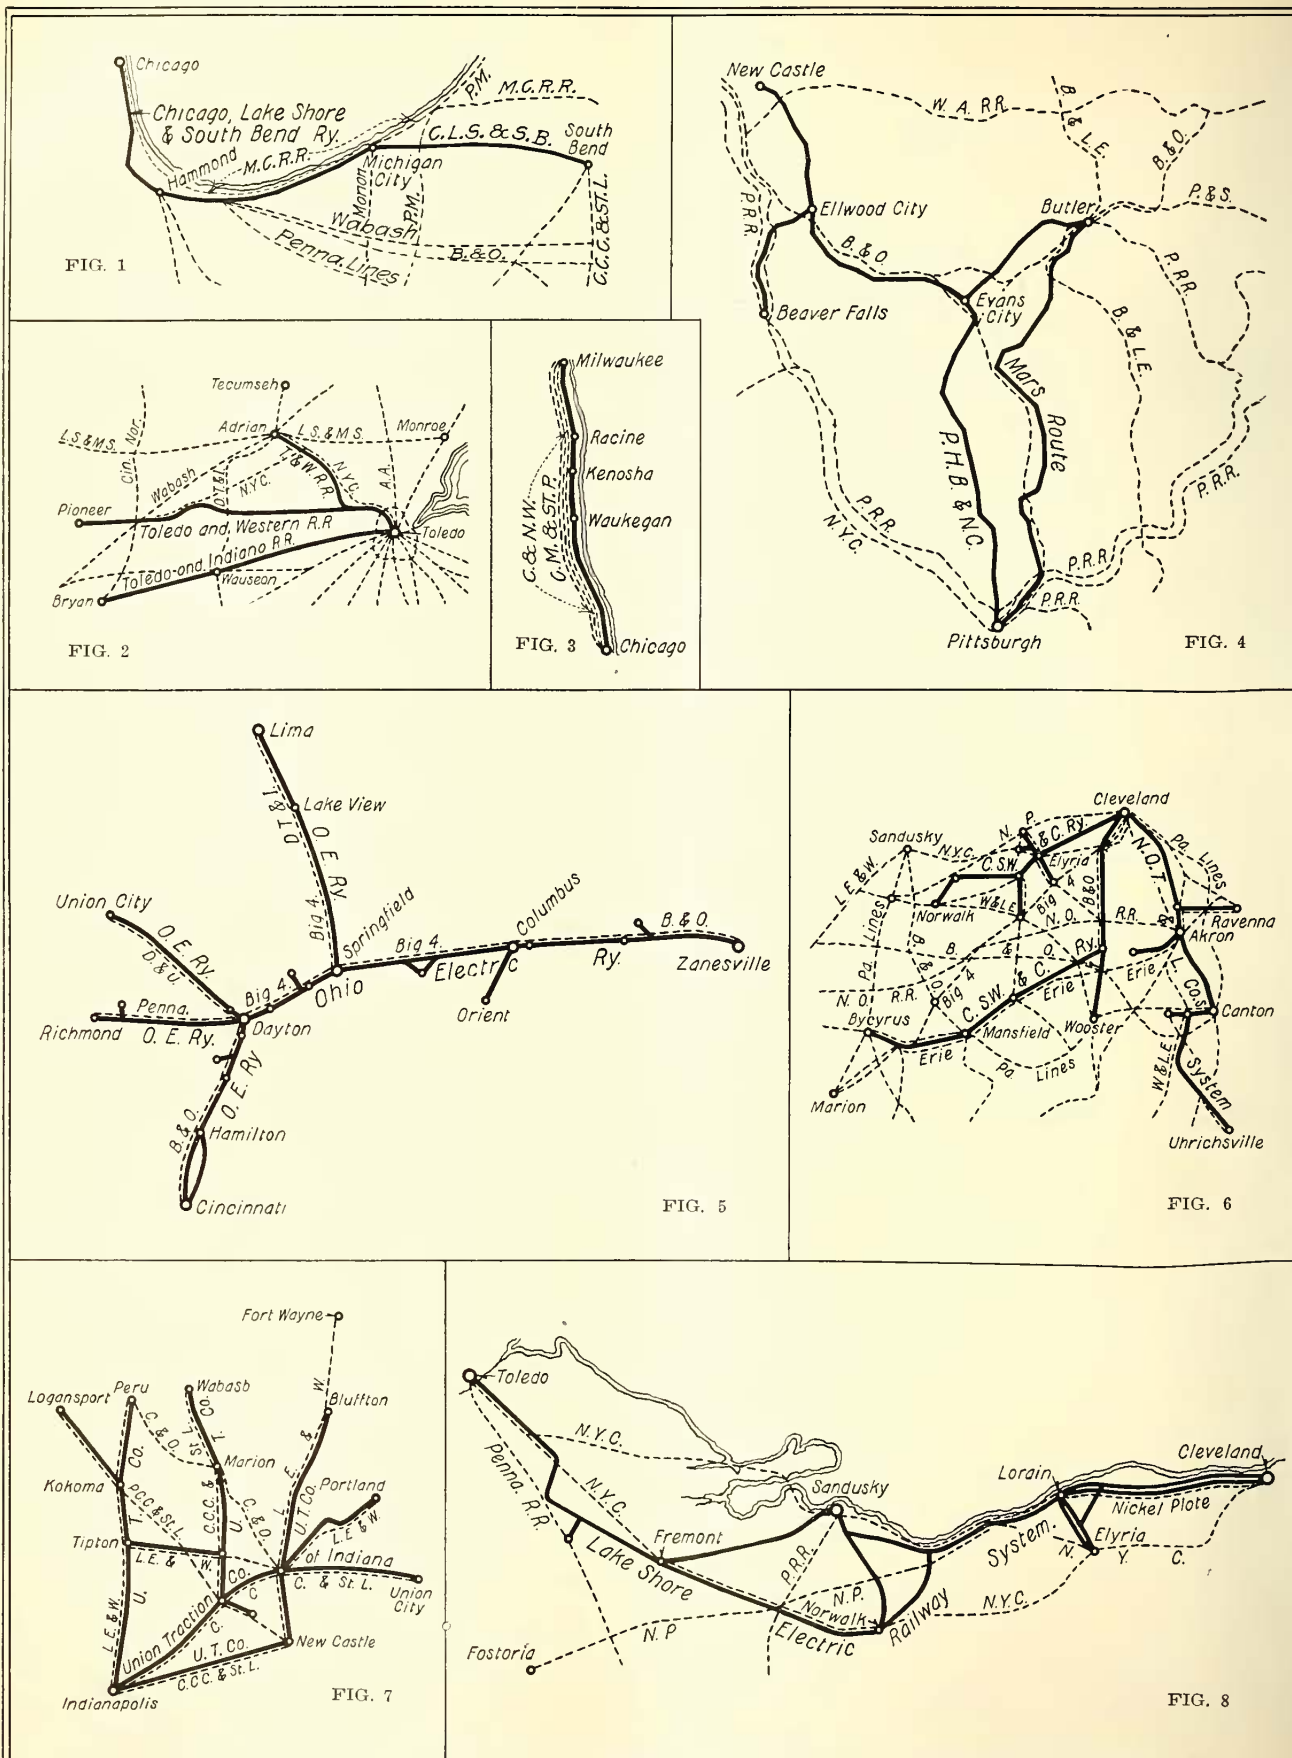 Chicago
Chicago, Lake Shore
& South Bend Ry.
Hammond
M.C.R.R.
P.M.
M.C.R.R.
C.L.S. & S.B.
South
Bend
Michigan
City
Monon
P.M.
Wabash
Penna. Lines
B.& O.
C.C.C. & ST. L.
FIG. 1
Tecumseh
Adrian
L.S.& M.S.
Cin. Nor.
L.S.& M.S.
Monroe
Wabash
D.T.& I.
N.Y.C.
T.& W.R.R.
N.Y.C.
A.A.
Pioneer
Toledo and Western R.R
Toledo
Toledo and Indiana R.R.
Wauseon
Bryan
FIG. 2
Milwaukee
Racine
Kenosha
Waukegan
C. & N.W.
C. M. & ST. P.
Chicago
FIG. 3
New Castle
W. A. RR.
B. & L.E.
B. & O.
P.R.R.
Ellwood City
Butler
P.& S.
B. & O.
P.R.R.
Beaver Falls
Evans
City
B. & L.E.
Mars Route
P.H.B. & N.C.
P.R.R.
N.Y.C.
P.R.R.
P.R.R.
P.R.R.
Pittsburgh
FIG. 4
Lima
Lake View
D T & I.
O. E Ry
Big 4.
Union City
O. E Ry.
D. & U.
Springfield
Columbus
Big 4.
B. & O.
Ohio Electric Ry.
Zanesville
Big 4.
Penna.
Orient
Richmond
O. E. Ry.
Dayton
O. E. Ry
B. & O.
Hamilton
Cincinnati
FIG. 5
Cleveland
Sandusky
N. P.
N.Y.C.
C. S.W. & C. Ry.
Elyria
N. O. T.
Pa. Lines
L. E & W.
Norwalk
W.& L.E
Big 4
B & O
N. O. R.R.
Ravenna
Akron
Pa. Lines
B. & O
B. & O
Big 4
Erie
N. O. R.R.
C. S.W. & C. Ry.
Erie
& L. Co.s
Canton
Bycyrus
Mansfield
Wooster
Erie
Pa. Lines
W & L.E
System
Marion
Uhrichsville
FIG. 6
Fort Wayne
Logansport
Peru
Wabash
Bluffton
C. & O.
Marion
L. E. & W.
Kokoma
P.C.C & St. L.
C.C.C. & St. L.
C. & O.
U. T. Co.
Portland
L. E & W.
Tipton
L.E. & W.
U. T. Co.
of Indiana
C. C. C. & St. L.
Union
City
L. E & W.
U. T. Co.
Union Traction Co.
New Castle
U. T. Co.
C.C.C. & St. L.
Indianapolis
FIG. 7
Toledo
N.Y.C.
Penna R.R.
N.Y.C.
Sandusky
Lorain
Cleveland
Nickel Plate
Fremont
Elyria
N. Y. C.
Lake Shore Electric Railway System.
P.R.R.
N.P.
Norwalk
N.Y.C.
N. P
Fostoria
FIG. 8